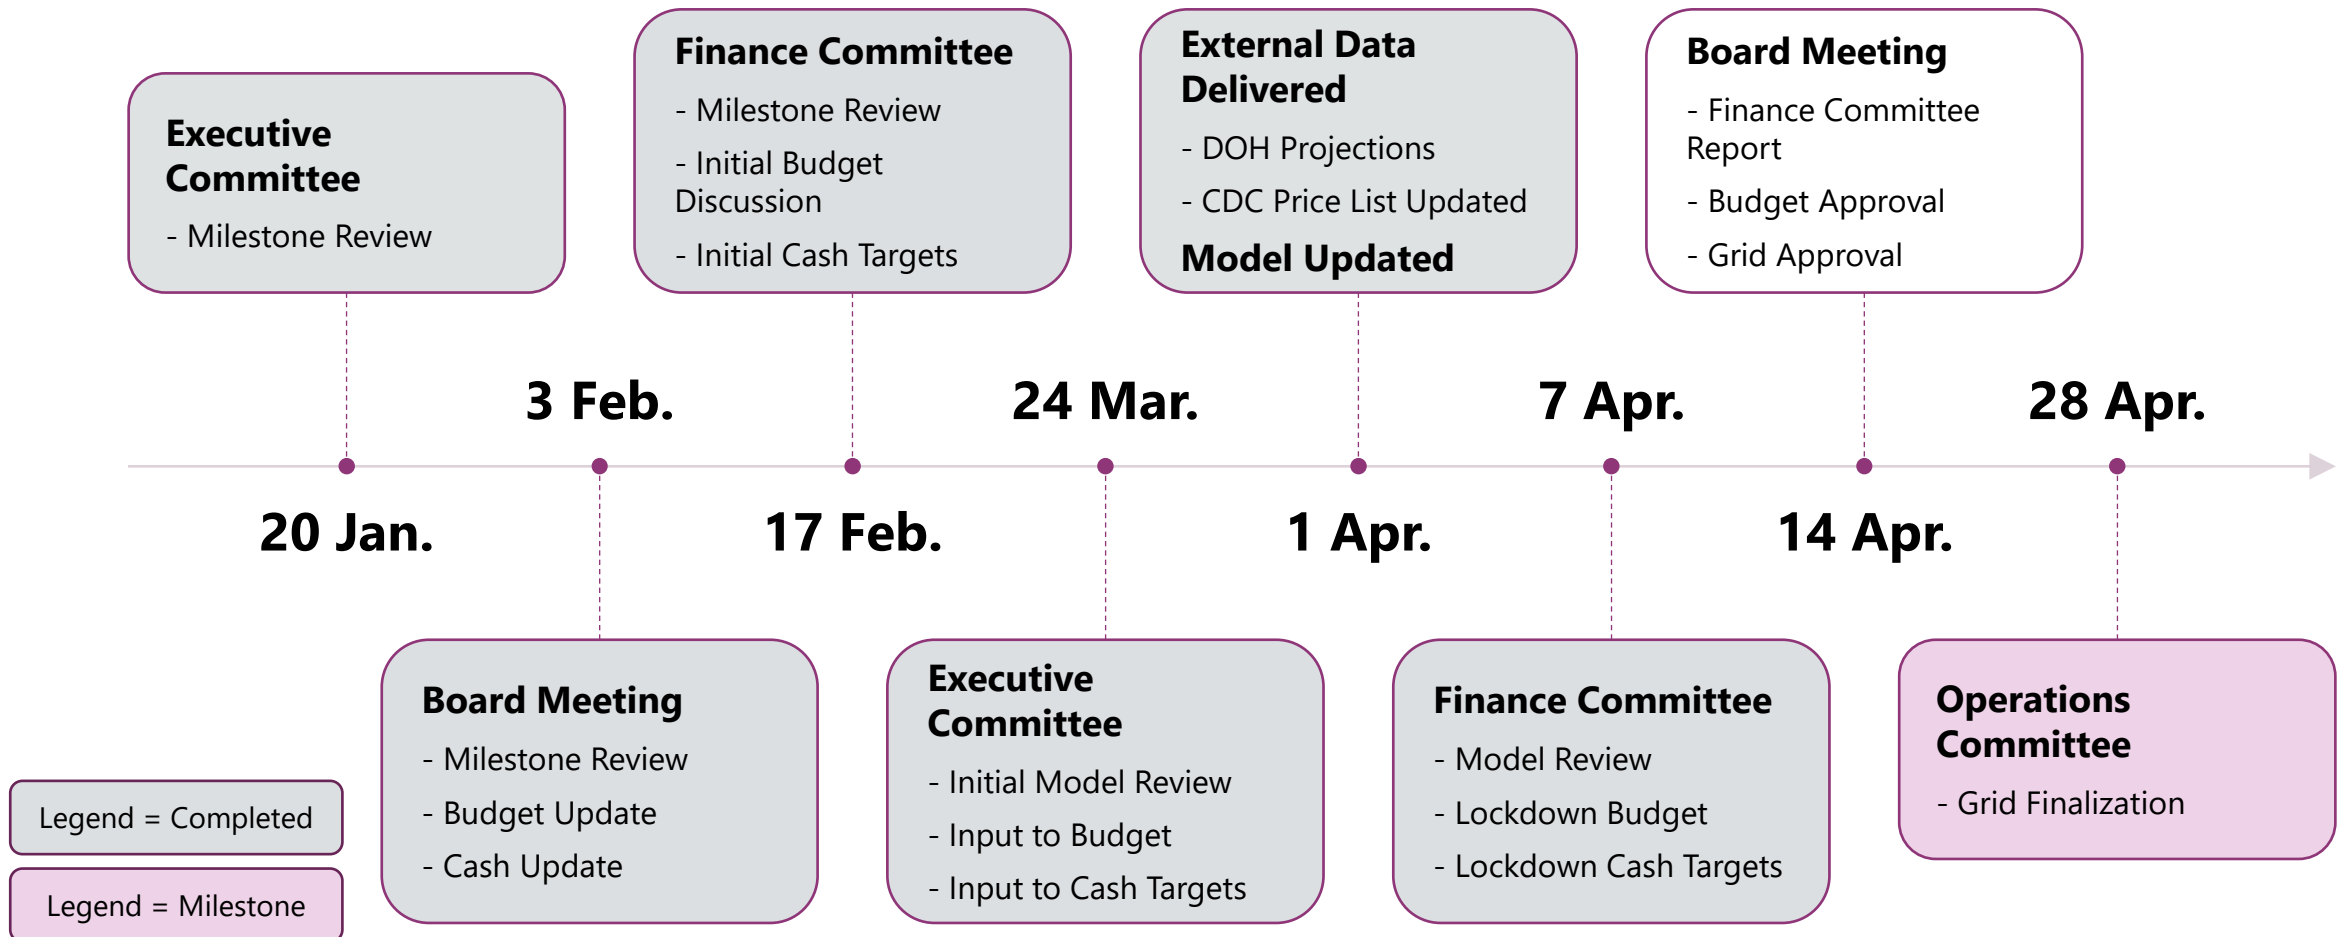 Executive
Committee
- Milestone Review
Finance Committee
- Milestone Review
- Initial Budget
Discussion
- Initial Cash Targets
External Data
Delivered
- DOH Projections
- CDC Price List Updated
Model Updated
Board Meeting
- Finance Committee
Report
- Budget Approval
- Grid Approval
3 Feb.
24 Mar.
7 Apr.
28 Apr.
20 Jan.
17 Feb.
1 Apr.
14 Apr.
Board Meeting
- Milestone Review
- Budget Update
- Cash Update
Executive
Committee
- Initial Model Review
- Input to Budget
- Input to Cash Targets
Finance Committee
- Model Review
- Lockdown Budget
- Lockdown Cash Targets
Operations
Committee
- Grid Finalization
Legend = Completed
Legend = Milestone